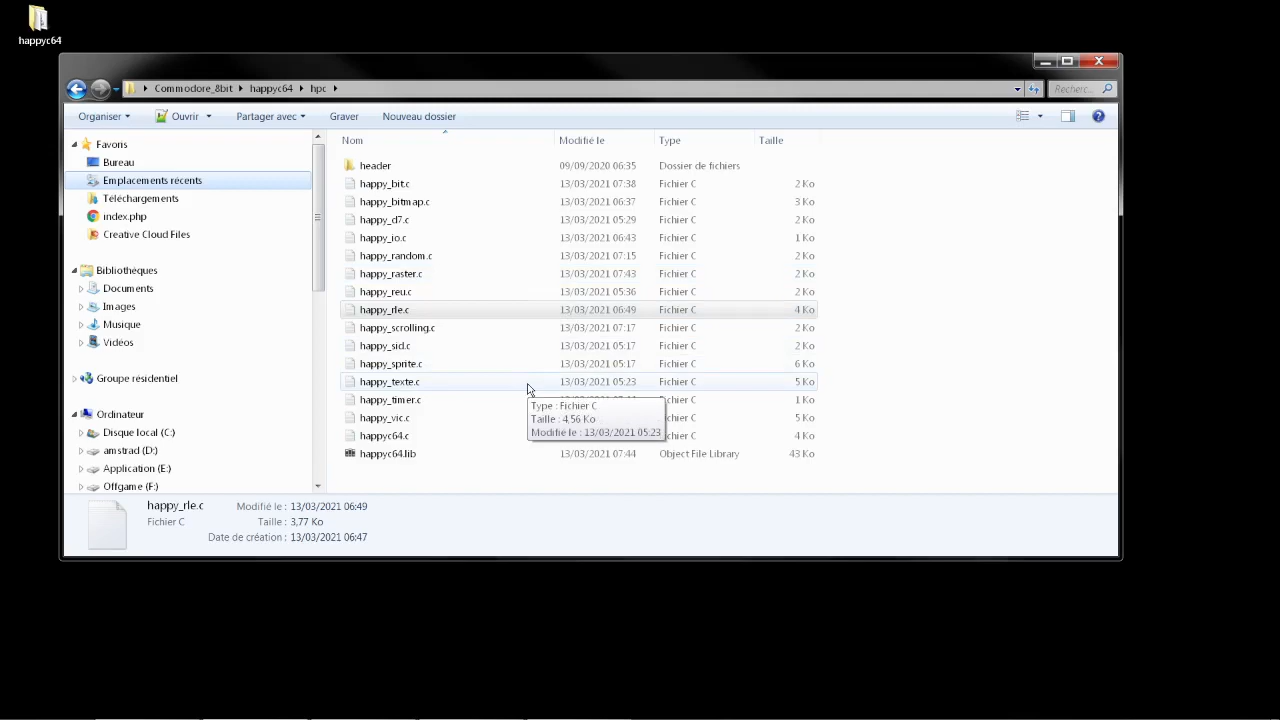 happyc64
Commodore_8bit
happyc64
hpc
Recherc...
Organiser
Ouvrir
Partager avec
Graver
Nouveau dossier
Nom Modifié le Type Taille
Favoris
Bureau
Emplacements récents
Téléchargements
index.php
Creative Cloud Files
Bibliothèques
Documents
Images
Musique
Vidéos
Groupe résidentiel
Ordinateur
Disque local (C:)
amstrad (D:)
Application (E:)
Offgame (F:)
header 09/09/2020 06:35 Dossier de fichiers
happy_bit.c 13/03/2021 07:38 Fichier C 2 Ko
happy_bitmap.c 13/03/2021 06:37 Fichier C 3 Ko
happy_d7.c 13/03/2021 05:29 Fichier C 2 Ko
happy_io.c 13/03/2021 06:43 Fichier C 1 Ko
happy_random.c 13/03/2021 07:15 Fichier C 2 Ko
happy_raster.c 13/03/2021 07:43 Fichier C 2 Ko
happy_reu.c 13/03/2021 05:36 Fichier C 2 Ko
happy_rle.c 13/03/2021 06:49 Fichier C 4 Ko
happy_scrolling.c 13/03/2021 07:17 Fichier C 2 Ko
happy_sid.c 13/03/2021 05:17 Fichier C 2 Ko
happy_sprite.c 13/03/2021 05:17 Fichier C 6 Ko
happy_texte.c 13/03/2021 05:23 Fichier C 5 Ko
happy_timer.c 1 Ko
happy_vic.c 5 Ko
happyc64.c 4 Ko
happyc64.lib 13/03/2021 07:44 Object File Library 43 Ko
Type : Fichier C
Taille : 4,56 Ko
Modifié le : 13/03/2021 05:23
happy_rle.c Modifié le : 13/03/2021 06:49
Fichier C Taille : 3,77 Ko
Date de création : 13/03/2021 06:47